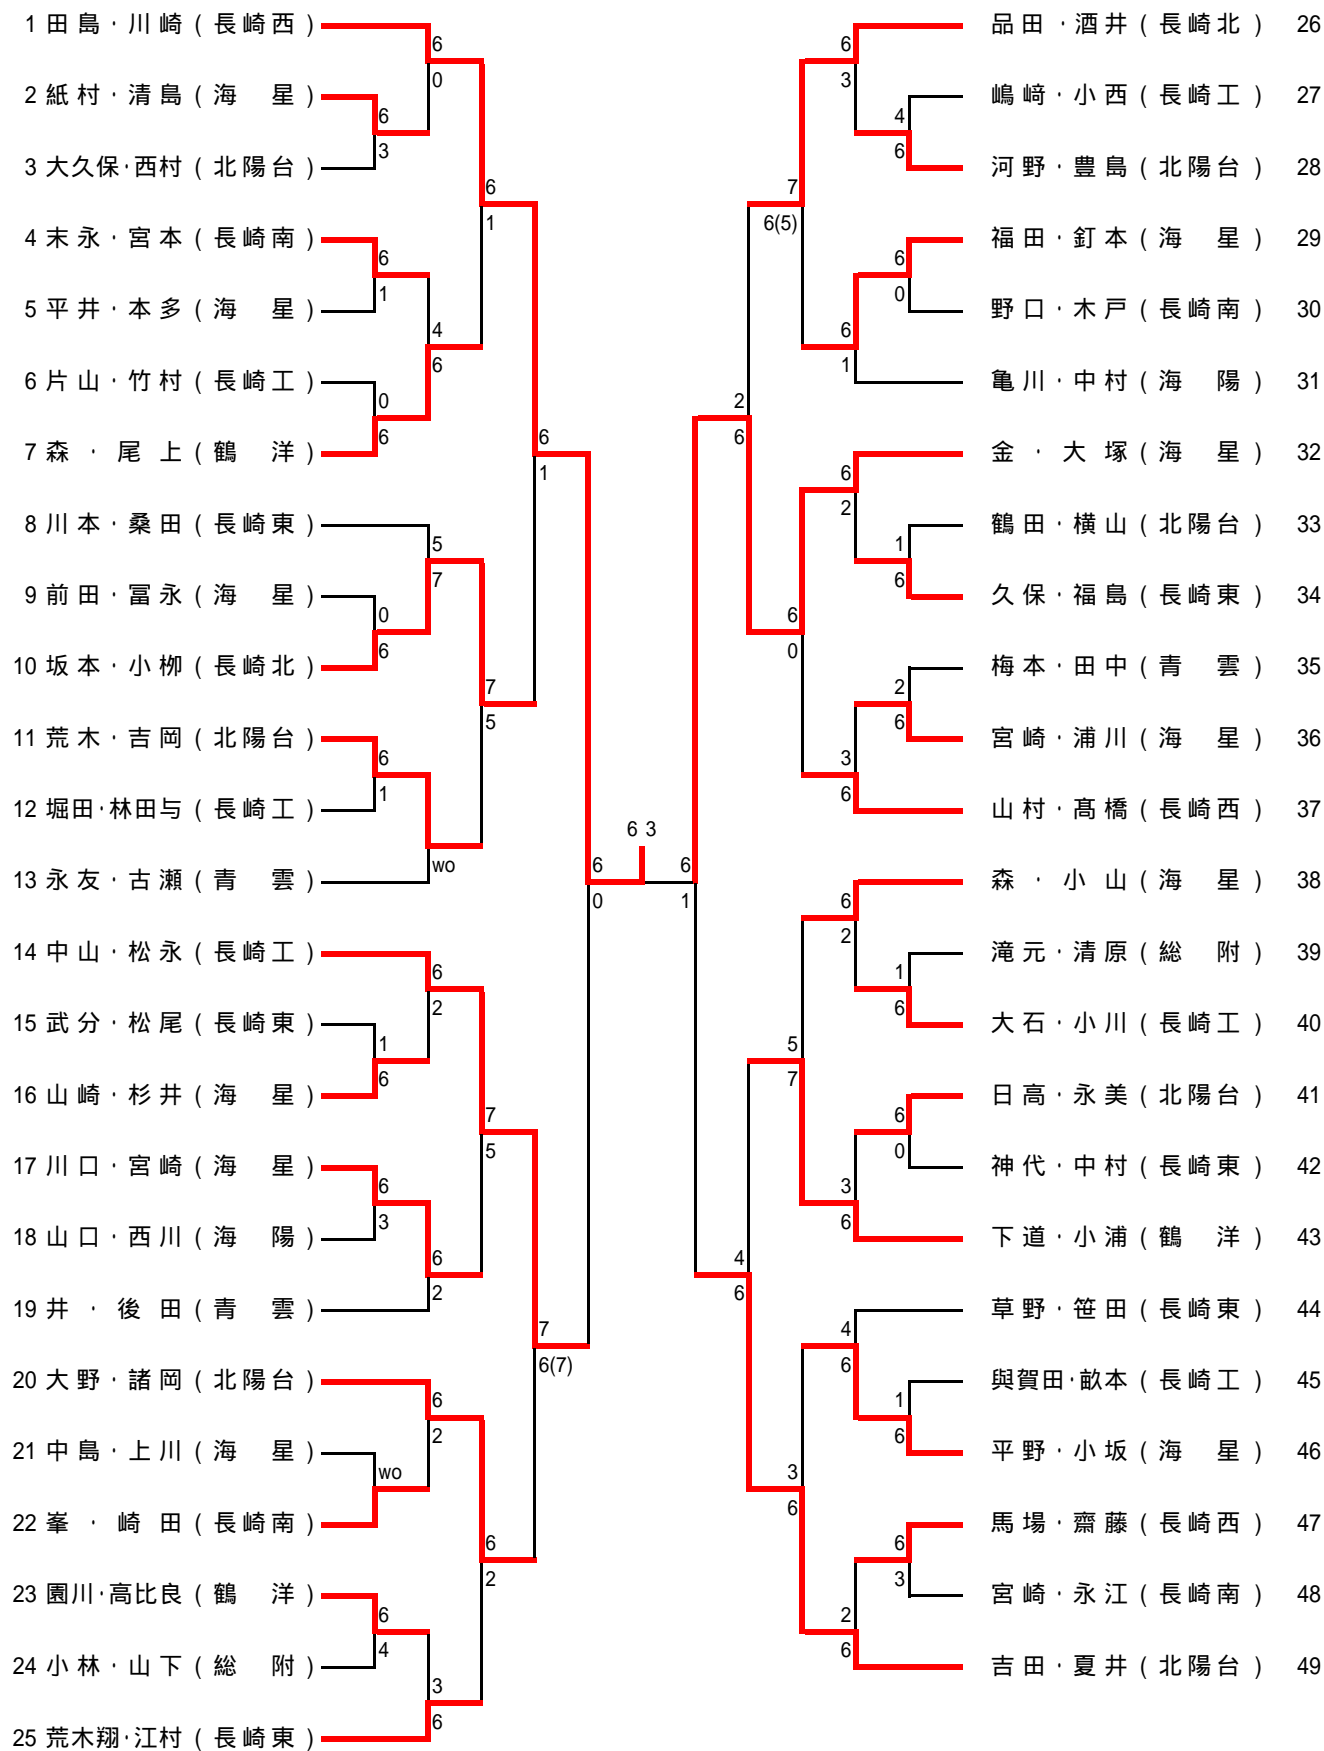 1 田島・川崎 ( 長崎西 )
6
0
2 紙村・清島 ( 海 星 )
6
3
3 大久保・西村 ( 北陽台 )
6
1
4 末永・宮本 ( 長崎南 )
6
1
5 平井・本多 ( 海 星 )
4
6
6 片山・竹村 ( 長崎工 )
0
6
7 森・尾上 ( 鶴 洋 )
6
1
8 川本・桑田 ( 長崎東 )
5
7
9 前田・冨永 ( 海 星 )
0
6
10 坂本・小栁 ( 長崎北 )
7
5
11 荒木・吉岡 ( 北陽台 )
6
1
12 堀田・林田与 ( 長崎工 )
wo
13 永友・古瀬 ( 青 雲 )
6
0
14 中山・松永 ( 長崎工 )
6
2
15 武分・松尾 ( 長崎東 )
1
6
16 山崎・杉井 ( 海 星 )
7
5
17 川口・宮崎 ( 海 星 )
6
3
18 山口・西川 ( 海 陽 )
6
2
19 井・後田 ( 青 雲 )
7
6(7)
20 大野・諸岡 ( 北陽台 )
6
2
21 中島・上川 ( 海 星 )
wo
22 峯・崎田 ( 長崎南 )
6
2
23 園川・高比良 ( 鶴 洋 )
6
4
24 小林・山下 ( 総 附 )
3
6
25 荒木翔・江村 ( 長崎東 )
6 3
品田・酒井 ( 長崎北 ) 26
6
3
嶋﨑・小西 ( 長崎工 ) 27
4
6
河野・豊島 ( 北陽台 ) 28
7
6(5)
福田・釘本 ( 海 星 ) 29
6
0
野口・木戸 ( 長崎南 ) 30
6
1
亀川・中村 ( 海 陽 ) 31
2
6
金・大塚 ( 海 星 ) 32
6
2
鶴田・横山 ( 北陽台 ) 33
1
6
久保・福島 ( 長崎東 ) 34
6
0
梅本・田中 ( 青 雲 ) 35
2
6
宮崎・浦川 ( 海 星 ) 36
3
6
山村・髙橋 ( 長崎西 ) 37
6
1
森・小山 ( 海 星 ) 38
6
2
滝元・清原 ( 総 附 ) 39
1
6
大石・小川 ( 長崎工 ) 40
5
7
日高・永美 ( 北陽台 ) 41
6
0
神代・中村 ( 長崎東 ) 42
3
6
下道・小浦 ( 鶴 洋 ) 43
4
6
草野・笹田 ( 長崎東 ) 44
4
6
與賀田・畝本 ( 長崎工 ) 45
1
6
平野・小坂 ( 海 星 ) 46
3
6
馬場・齋藤 ( 長崎西 ) 47
6
3
宮崎・永江 ( 長崎南 ) 48
2
6
吉田・夏井 ( 北陽台 ) 49